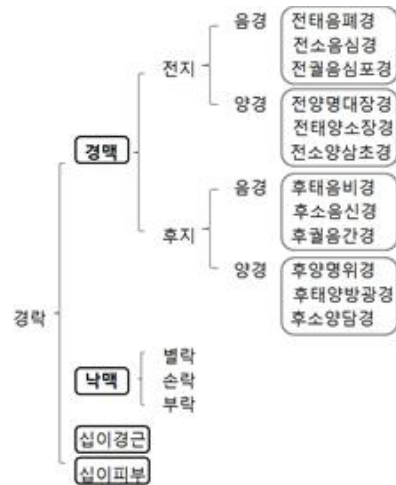 음경
전태음폐경
전소음심경
전궐음심포경
전지
양경
전양명대장경
전태양소장경
전소양삼초경
경맥
음경
후태음비경
후소음신경
후궐음간경
후지
양경
후양명위경
후태양방광경
후소양담경
경락
별락
낙맥
손락
부락
십이경근
십이피부